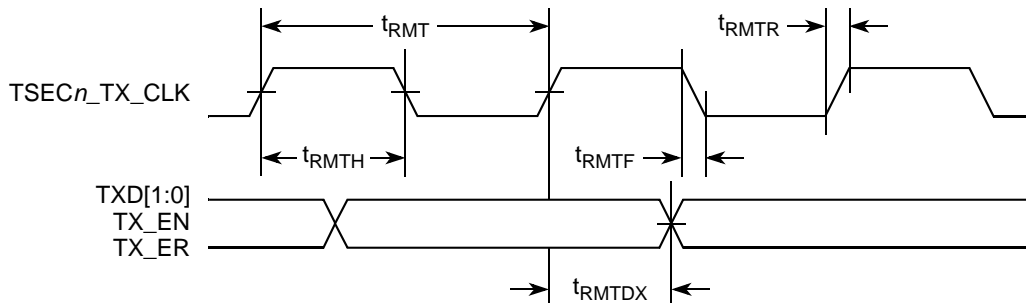 tRMT
tRMTR
TSECn_TX_CLK
tRMTH
tRMTF
TXD[1:0]
TX_EN
TX_ER
tRMTDX